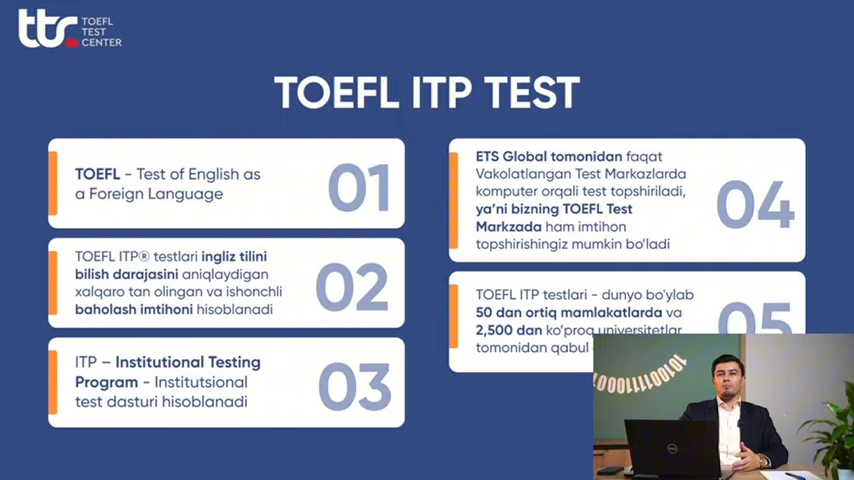 ttc
TOEFL
TEST
CENTER
TOEFL ITP TEST
TOEFL - Test of English as
a Foreign Language
01
TOEFL ITP® testlari ingliz tilini
bilish darajasini aniqlaydigan
xalqaro tan olingan va ishonchli
baholash imtihoni hisoblanadi
02
ITP – Institutional Testing
Program - Institutsional
test dasturi hisoblanadi
03
ETS Global tomonidan faqat
Vakolatlangan Test Markazlarda
komputer orqali test topshiriladi,
ya'ni bizning TOEFL Test
Markzada ham imtihon
topshirishingiz mumkin bo'ladi
04
TOEFL ITP testlari - dunyo bo'ylab
50 dan ortiq mamlakatlarda va
2,500 dan ko'proq universitetlar
tomonidan qabul
05
DELL